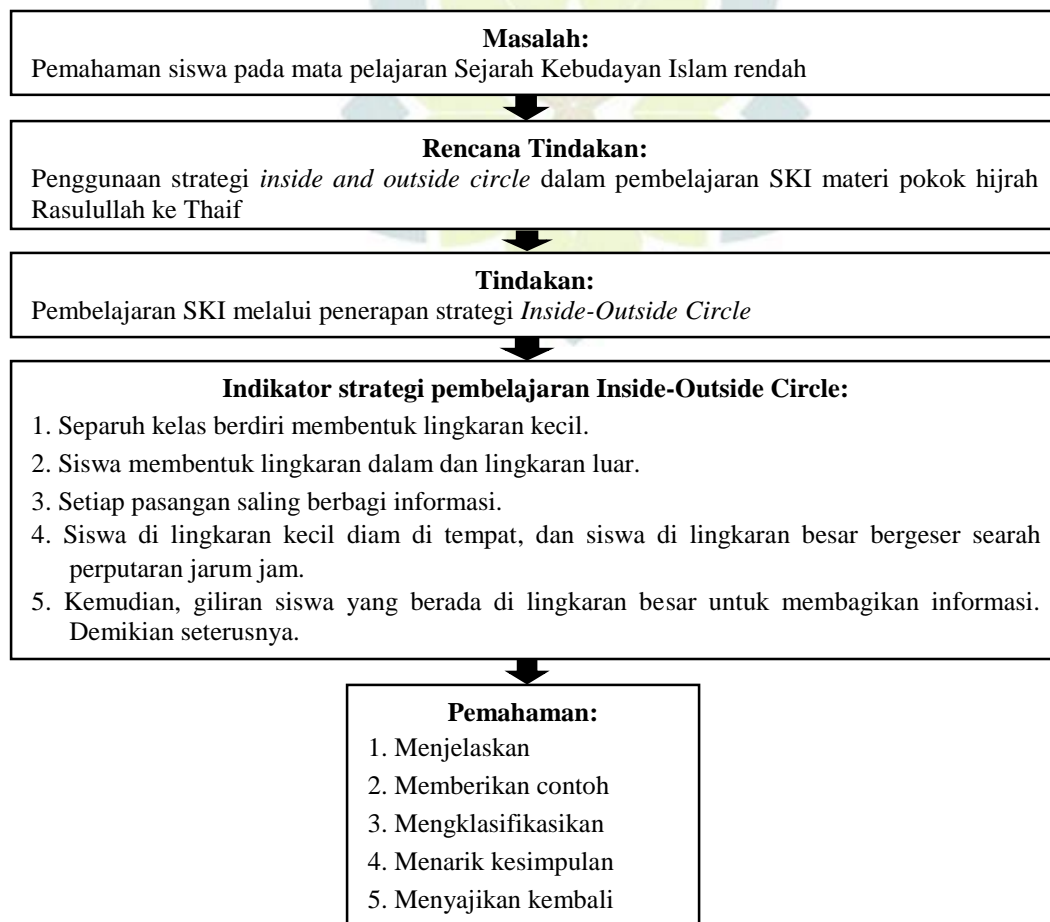 Masalah:
Pemahaman siswa pada mata pelajaran Sejarah Kebudayan Islam rendah
Rencana Tindakan:
Penggunaan strategi inside and outside circle dalam pembelajaran SKI materi pokok hijrah
Rasulullah ke Thaif
Tindakan:
Pembelajaran SKI melalui penerapan strategi Inside-Outside Circle
Indikator strategi pembelajaran Inside-Outside Circle:
1. Separuh kelas berdiri membentuk lingkaran kecil.
2. Siswa membentuk lingkaran dalam dan lingkaran luar.
3. Setiap pasangan saling berbagi informasi.
4. Siswa di lingkaran kecil diam di tempat, dan siswa di lingkaran besar bergeser searah
perputaran jarum jam.
5. Kemudian, giliran siswa yang berada di lingkaran besar untuk membagikan informasi.
Demikian seterusnya.
Pemahaman:
1. Menjelaskan
2. Memberikan contoh
3. Mengklasifikasikan
4. Menarik kesimpulan
5. Menyajikan kembali